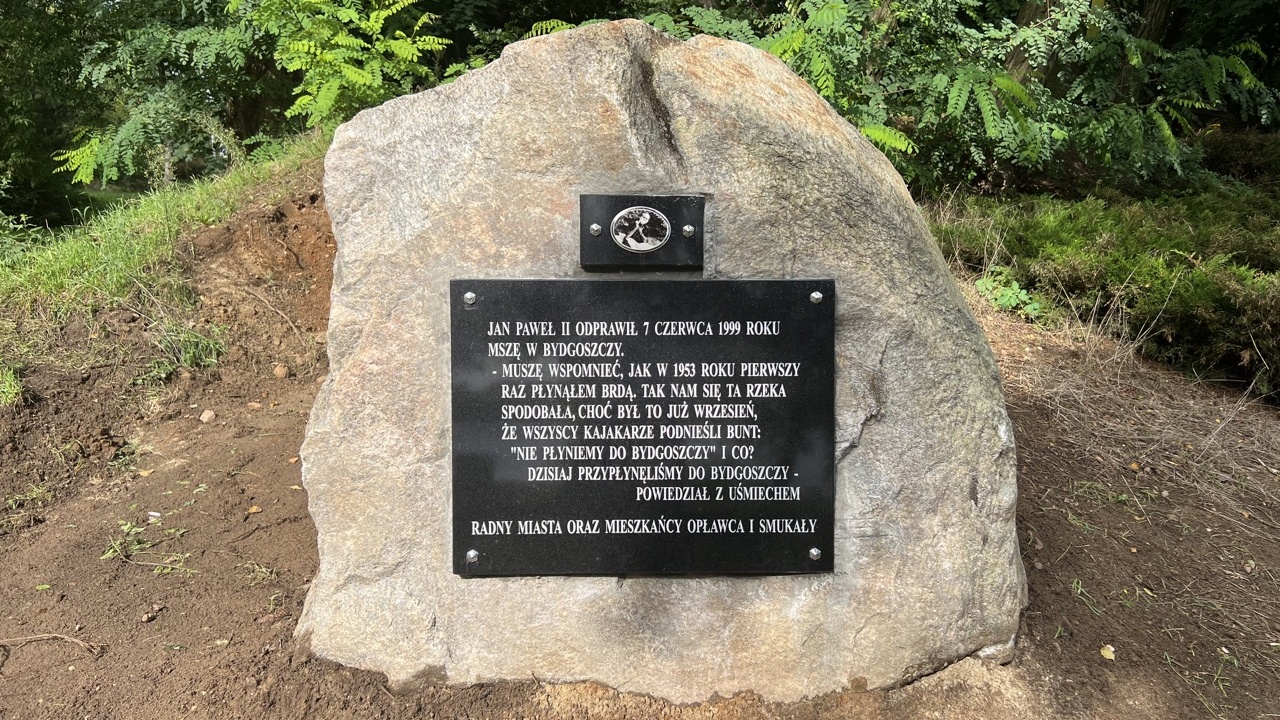 JAN PAWEŁ II ODPRAWIŁ 7 CZERWCA 1999 ROKU
MSZĘ W BYDGOSZCZY.
- MUSZĘ WSPOMNIEĆ, JAK W 1953 ROKU PIERWSZY
RAZ PŁYNĄŁEM BRDĄ. TAK NAM SIĘ TA RZEKA
SPODOBAŁA, CHOĆ BYŁ TO JUŻ WRZESIEŃ,
ŻE WSZYSCY KAJAKARZE PODNIEŚLI BUNT:
"NIE PŁYNIEMY DO BYDGOSZCZY" I CO?
DZISIAJ PRZYPŁYNĘLIŚMY DO BYDGOSZCZY -
POWIEDZIAŁ Z UŚMIECHEM
RADNY MIASTA ORAZ MIESZKAŃCY OPŁAWCA I SMUKAŁY